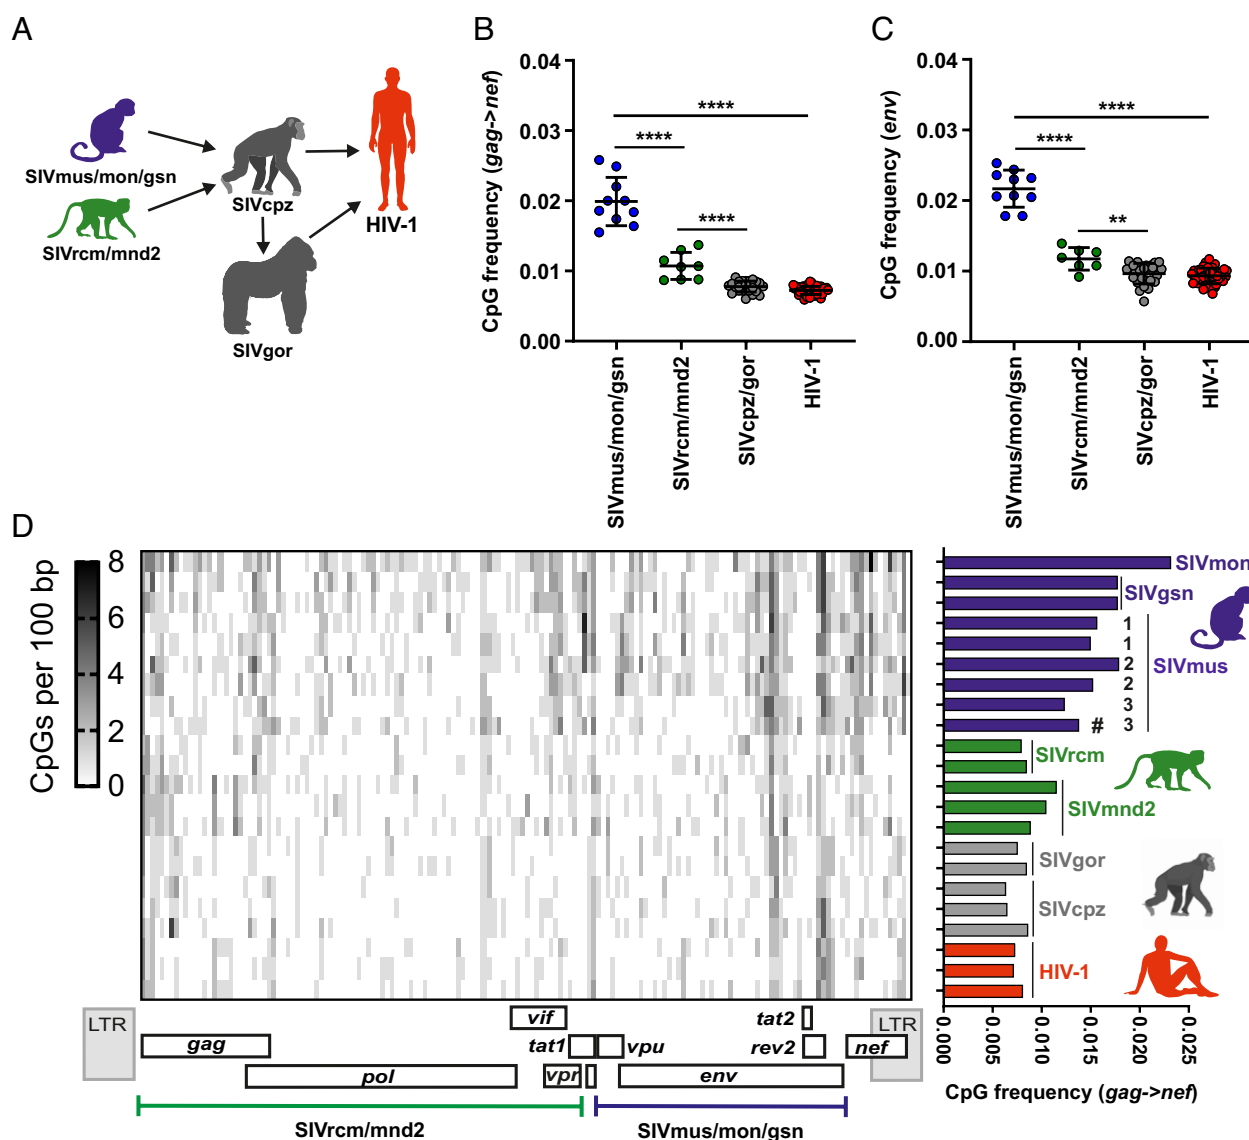 A
SIVmus/mon/gsn
SIVrcm/mnd2
SIVcpz
SIVgor
HIV-1
B
CpG frequency (gag->nef)
0.04
0.03
0.02
0.01
0.00
****
****
****
SIVmus/mon/gsn
SIVrcm/mnd2
SIVcpz/gor
HIV-1
C
CpG frequency (env)
0.04
0.03
0.02
0.01
0.00
****
****
**
SIVmus/mon/gsn
SIVrcm/mnd2
SIVcpz/gor
HIV-1
D
CpGs per 100 bp
8
6
4
2
0
SIVmon
SIVgsn
1
1
2
2
3
# 3
SIVmus
SIVrcm
SIVmnd2
SIVgor
SIVcpz
HIV-1
0.000
0.005
0.010
0.015
0.020
0.025
CpG frequency (gag->nef)
LTR
gag
pol
vif
vpr
tat1
vpu
env
tat2
rev2
nef
LTR
SIVrcm/mnd2
SIVmus/mon/gsn